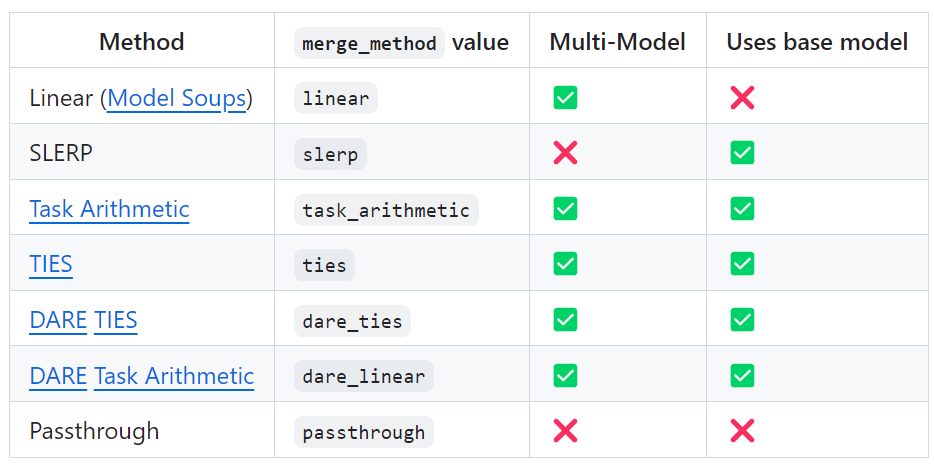 Method merge_method value Multi-Model Uses base model
Linear (Model Soups) linear ✅ ❌
SLERP slerp ❌ ✅
Task Arithmetic task_arithmetic ✅ ✅
TIES ties ✅ ✅
DARE TIES dare_ties ✅ ✅
DARE Task Arithmetic dare_linear ✅ ✅
Passthrough passthrough ❌ ❌